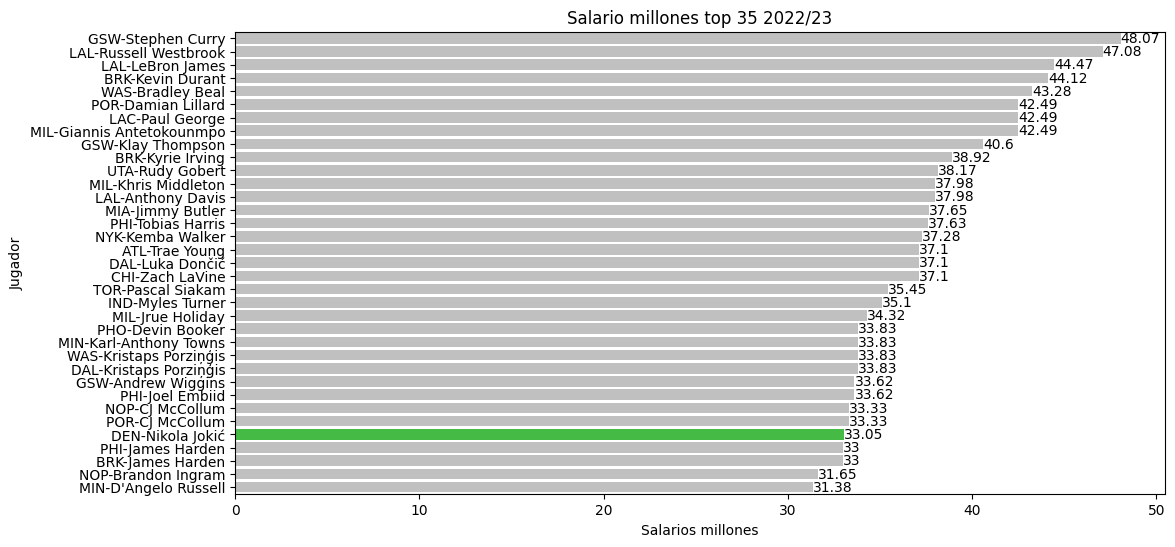 Salario millones top 35 2022/23
Jugador
GSW-Stephen Curry 48.07
LAL-Russell Westbrook 47.08
LAL-LeBron James 44.47
BRK-Kevin Durant 44.12
WAS-Bradley Beal 43.28
POR-Damian Lillard 42.49
LAC-Paul George 42.49
MIL-Giannis Antetokounmpo 42.49
GSW-Klay Thompson 40.6
BRK-Kyrie Irving 38.92
UTA-Rudy Gobert 38.17
MIL-Khris Middleton 37.98
LAL-Anthony Davis 37.98
MIA-Jimmy Butler 37.65
PHI-Tobias Harris 37.63
NYK-Kemba Walker 37.28
ATL-Trae Young 37.1
DAL-Luka Dončić 37.1
CHI-Zach LaVine 37.1
TOR-Pascal Siakam 35.45
IND-Myles Turner 35.1
MIL-Jrue Holiday 34.32
PHO-Devin Booker 33.83
MIN-Karl-Anthony Towns 33.83
WAS-Kristaps Porziņģis 33.83
DAL-Kristaps Porziņģis 33.83
GSW-Andrew Wiggins 33.62
PHI-Joel Embiid 33.62
NOP-CJ McCollum 33.33
POR-CJ McCollum 33.33
DEN-Nikola Jokić 33.05
PHI-James Harden 33
BRK-James Harden 33
NOP-Brandon Ingram 31.65
MIN-D'Angelo Russell 31.38
0 10 20 30 40 50
Salarios millones